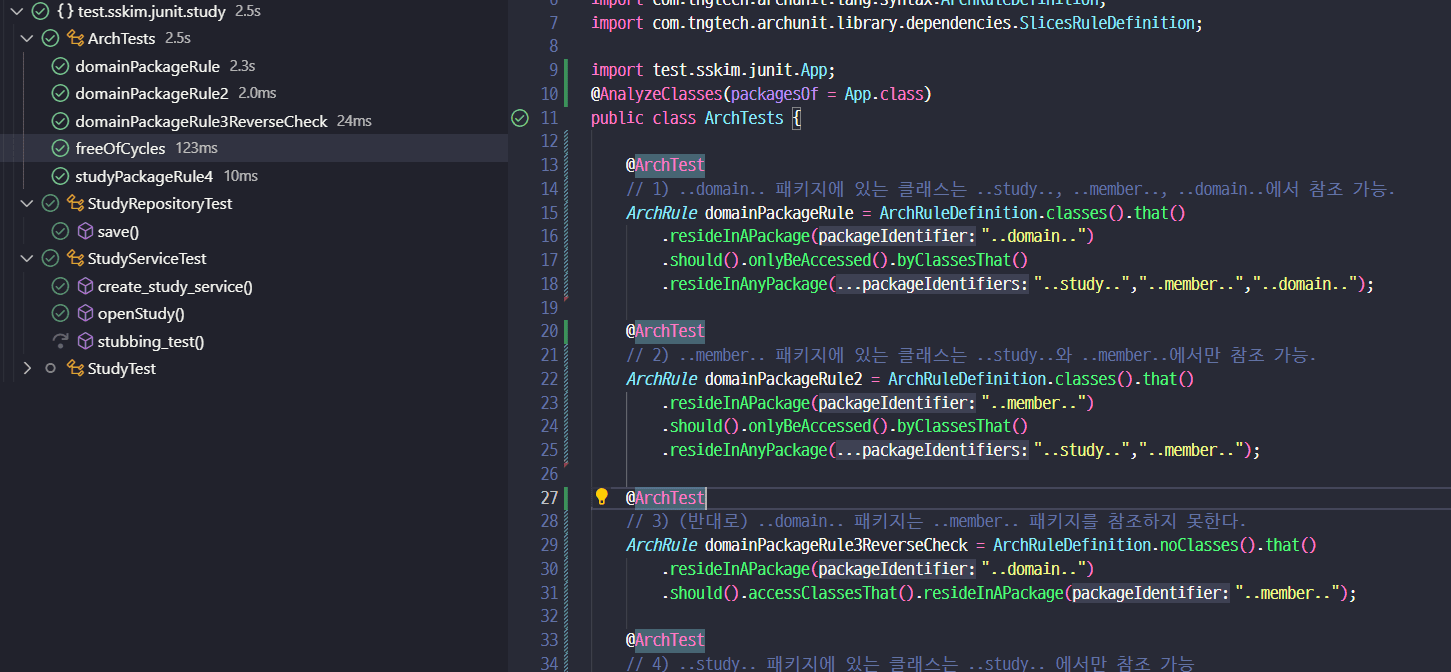 {} test.sskim.junit.study 2.5s
ArchTests 2.5s
domainPackageRule 2.3s
domainPackageRule2 2.0ms
domainPackageRule3ReverseCheck 24ms
freeOfCycles 123ms
studyPackageRule4 10ms
StudyRepositoryTest
save()
StudyServiceTest
create_study_service()
openStudy()
stubbing_test()
StudyTest
6 import com.tngtech.archunit.lang.syntax.ArchRuleDefinition;
7 import com.tngtech.archunit.library.dependencies.SlicesRuleDefinition;
8
9 import test.sskim.junit.App;
10 @AnalyzeClasses(packagesOf = App.class)
11 public class ArchTests {
12
13 @ArchTest
14 // 1) ..domain.. 패키지에 있는 클래스는 ..study.., ..member.., ..domain..에서 참조 가능.
15 ArchRule domainPackageRule = ArchRuleDefinition.classes().that()
16 .resideInAPackage(packageIdentifier: "..domain..")
17 .should().onlyBeAccessed().byClassesThat()
18 .resideInAnyPackage(...packageIdentifiers: "..study..","..member..","..domain..");
19
20 @ArchTest
21 // 2) ..member.. 패키지에 있는 클래스는 ..study..와 ..member..에서만 참조 가능.
22 ArchRule domainPackageRule2 = ArchRuleDefinition.classes().that()
23 .resideInAPackage(packageIdentifier: "..member..")
24 .should().onlyBeAccessed().byClassesThat()
25 .resideInAnyPackage(...packageIdentifiers: "..study..","..member..");
26
27 @ArchTest
28 // 3) (반대로) ..domain.. 패키지는 ..member.. 패키지를 참조하지 못한다.
29 ArchRule domainPackageRule3ReverseCheck = ArchRuleDefinition.noClasses().that()
30 .resideInAPackage(packageIdentifier: "..domain..")
31 .should().accessClassesThat().resideInAPackage(packageIdentifier: "..member..");
32
33 @ArchTest
34 // 4) ..study.. 패키지에 있는 클래스는 ..study.. 에서만 참조 가능